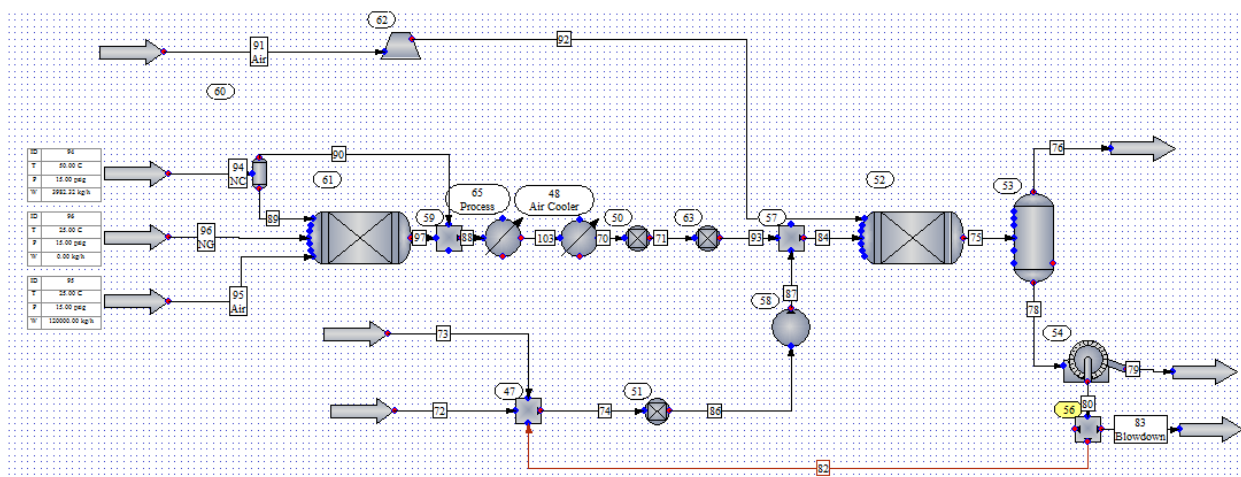 62
91
Air
92
60
ID 94
T 50.00 C
P 15.00 psig
W 3982.32 kg/h
94
NC
90
61
89
ID 96
T 25.00 C
P 15.00 psig
W 0.00 kg/h
96
NG
97
59
88
65
Process
103
48
Air Cooler
70
50
71
63
93
57
84
52
75
53
76
ID 95
T 25.00 C
P 15.00 psig
W 120000.00 kg/h
95
Air
87
58
78
73
54
79
47
72
74
51
86
80
56
83
Blowdown
82